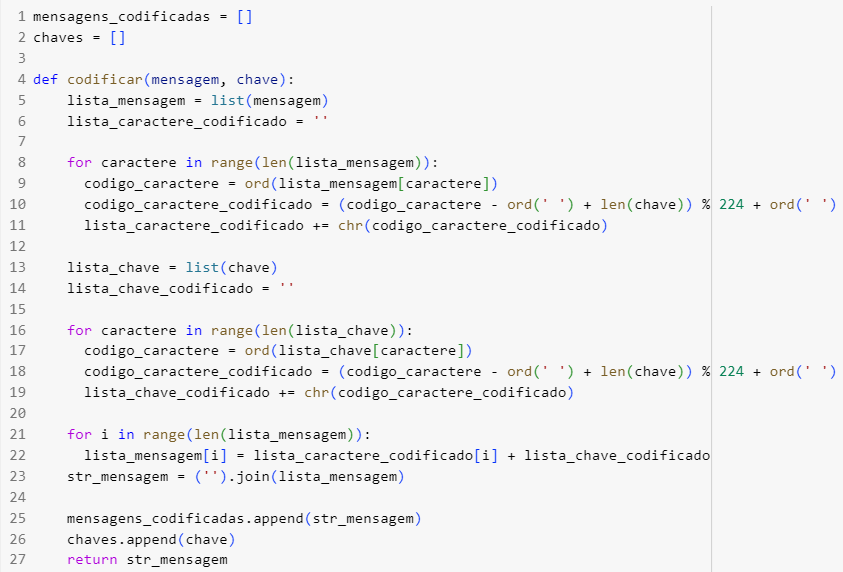 1 mensagens_codificadas = []
2 chaves = []
3
4 def codificar(mensagem, chave):
5     lista_mensagem = list(mensagem)
6     lista_caractere_codificado = ''
7
8     for caractere in range(len(lista_mensagem)):
9       codigo_caractere = ord(lista_mensagem[caractere])
10       codigo_caractere_codificado = (codigo_caractere - ord(' ') + len(chave)) % 224 + ord(' ')
11       lista_caractere_codificado += chr(codigo_caractere_codificado)
12
13     lista_chave = list(chave)
14     lista_chave_codificado = ''
15
16     for caractere in range(len(lista_chave)):
17       codigo_caractere = ord(lista_chave[caractere])
18       codigo_caractere_codificado = (codigo_caractere - ord(' ') + len(chave)) % 224 + ord(' ')
19       lista_chave_codificado += chr(codigo_caractere_codificado)
20
21     for i in range(len(lista_mensagem)):
22       lista_mensagem[i] = lista_caractere_codificado[i] + lista_chave_codificado
23     str_mensagem = ('').join(lista_mensagem)
24
25     mensagens_codificadas.append(str_mensagem)
26     chaves.append(chave)
27     return str_mensagem